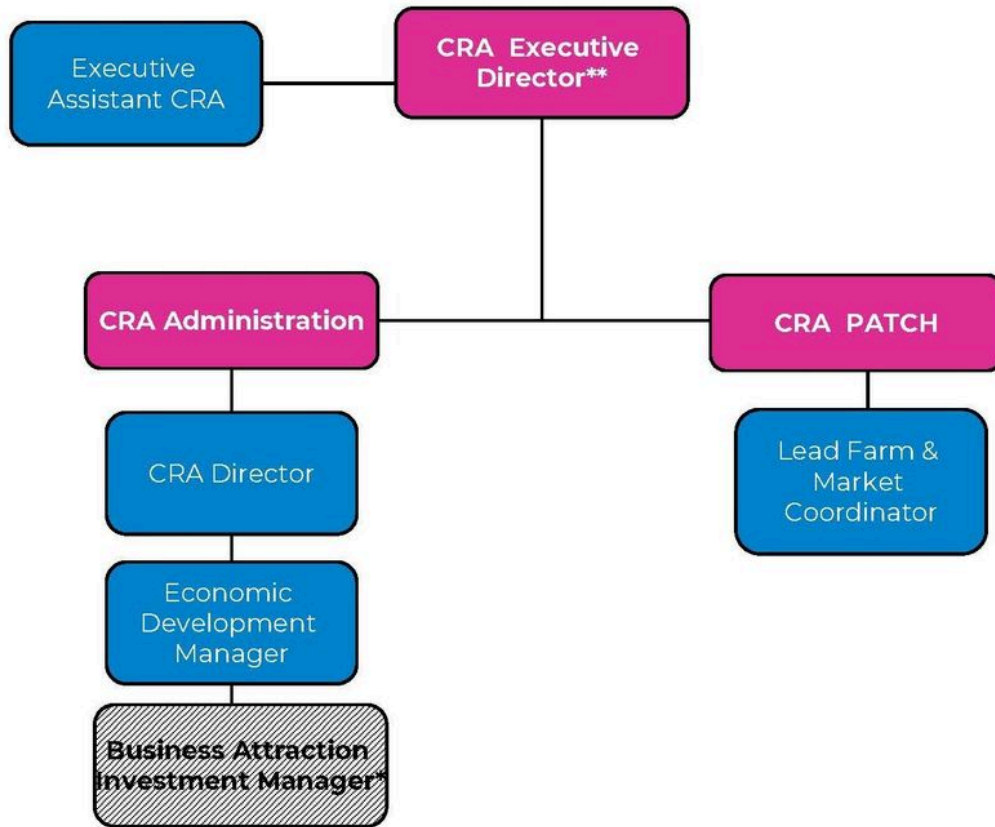 CRA Executive
Director**
Executive
Assistant CRA
CRA Administration
CRA PATCH
CRA Director
Lead Farm &
Market
Coordinator
Economic
Development
Manager
Business Attraction
Investment Manager*